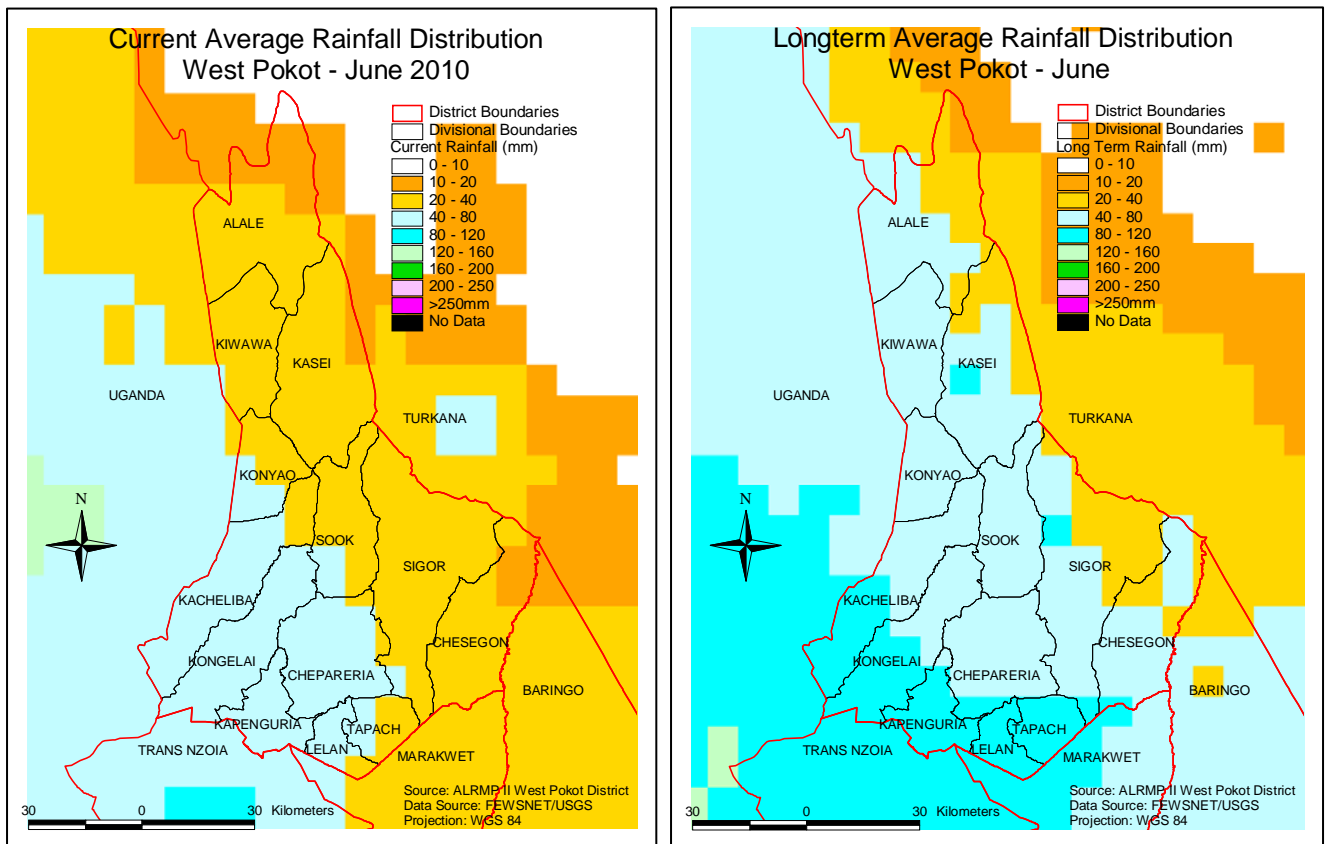 Current Average Rainfall Distribution
West Pokot - June 2010
District Boundaries
Divisional Boundaries
Current Rainfall (mm)
0 - 10
10 - 20
20 - 40
40 - 80
80 - 120
120 - 160
160 - 200
200 - 250
>250mm
No Data
ALALE
KIWAWA
KASEI
UGANDA
TURKANA
KONYAO
N
SOOK
SIGOR
KACHELIBA
CHESEGON
KONGELAI
CHEPARERIA
BARINGO
KAPENGURIA
TAPACH
TRANS NZOIA
LELAN
MARAKWET
Source: ALRMP II West Pokot District
Data Source: FEWSNET/USGS
Projection: WGS 84
30 0 30 Kilometers
Longterm Average Rainfall Distribution
West Pokot - June
District Boundaries
Divisional Boundaries
Long Term Rainfall (mm)
0 - 10
10 - 20
20 - 40
40 - 80
80 - 120
120 - 160
160 - 200
200 - 250
>250mm
No Data
ALALE
KIWAWA
KASEI
UGANDA
TURKANA
KONYAO
N
SOOK
SIGOR
KACHELIBA
CHESEGON
KONGELAI
CHEPARERIA
BARINGO
KAPENGURIA
TAPACH
TRANS NZOIA
LELAN
MARAKWET
Source: ALRMP II West Pokot District
Data Source: FEWSNET/USGS
Projection: WGS 84
30 0 30 Kilometers